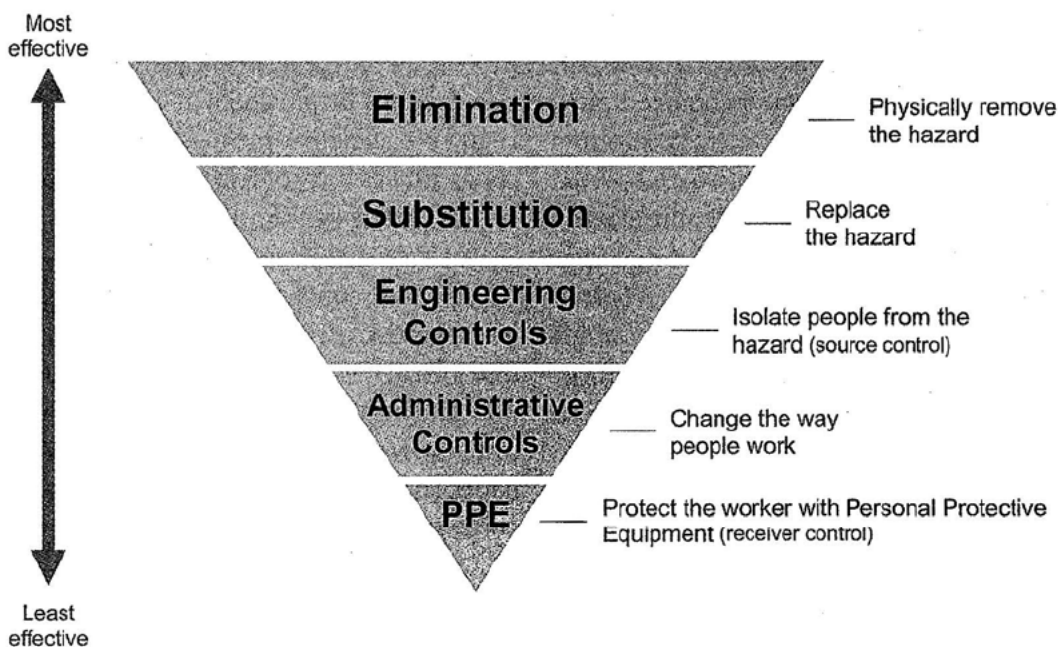 Most
effective
Elimination
Physically remove
the hazard
Substitution
Replace
the hazard
Engineering
Controls
Isolate people from the
hazard (source control)
Administrative
Controls
Change the way
people work
PPE
Protect the worker with Personal Protective
Equipment (receiver control)
Least
effective